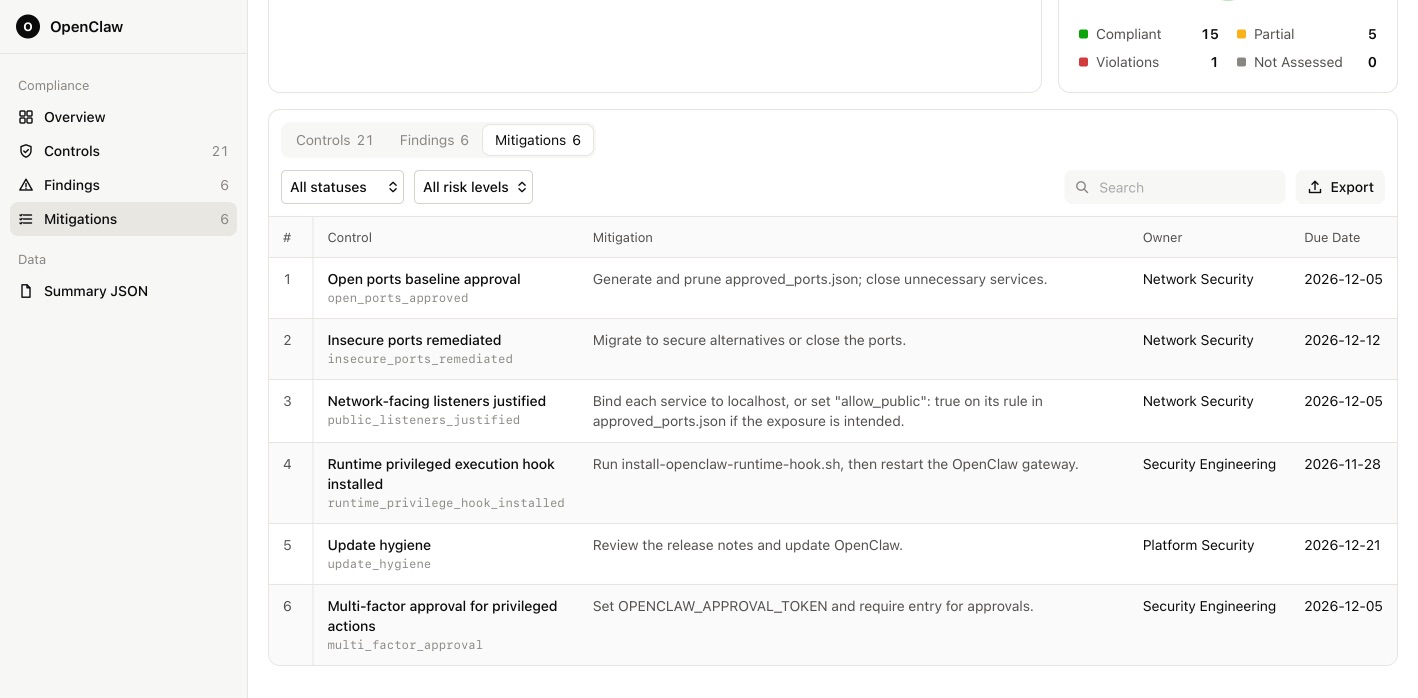 O OpenClaw
Compliance
Overview
Controls 21
Findings 6
Mitigations 6
Data
Summary JSON
Compliant 15 Partial 5
Violations 1 Not Assessed 0
Controls 21 Findings 6 Mitigations 6
All statuses All risk levels Search Export
# Control Mitigation Owner Due Date
1 Open ports baseline approval Generate and prune approved_ports.json; close unnecessary services. Network Security 2026-12-05
open_ports_approved
2 Insecure ports remediated Migrate to secure alternatives or close the ports. Network Security 2026-12-12
insecure_ports_remediated
3 Network-facing listeners justified Bind each service to localhost, or set "allow_public": true on its rule in Network Security 2026-12-05
public_listeners_justified approved_ports.json if the exposure is intended.
4 Runtime privileged execution hook Run install-openclaw-runtime-hook.sh, then restart the OpenClaw gateway. Security Engineering 2026-11-28
installed
runtime_privilege_hook_installed
5 Update hygiene Review the release notes and update OpenClaw. Platform Security 2026-12-21
update_hygiene
6 Multi-factor approval for privileged Set OPENCLAW_APPROVAL_TOKEN and require entry for approvals. Security Engineering 2026-12-05
actions
multi_factor_approval